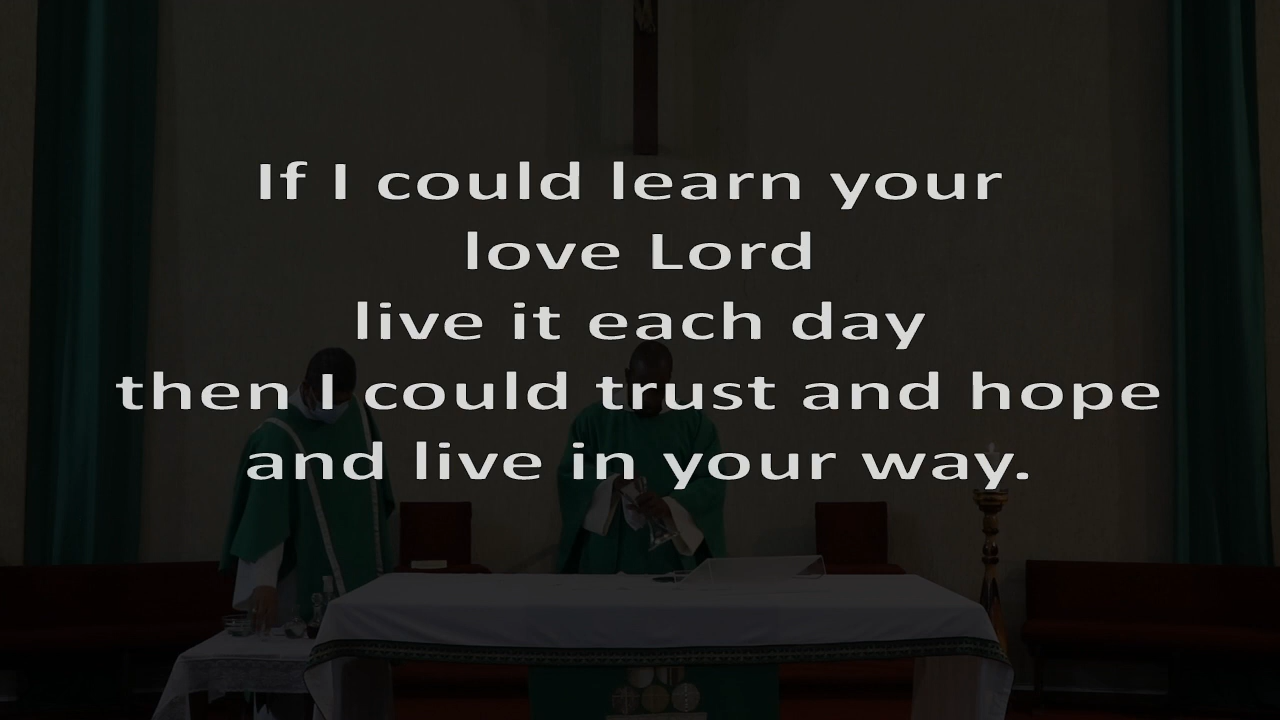 If I could learn your
love Lord
live it each day
then I could trust and hope
and live in your way.